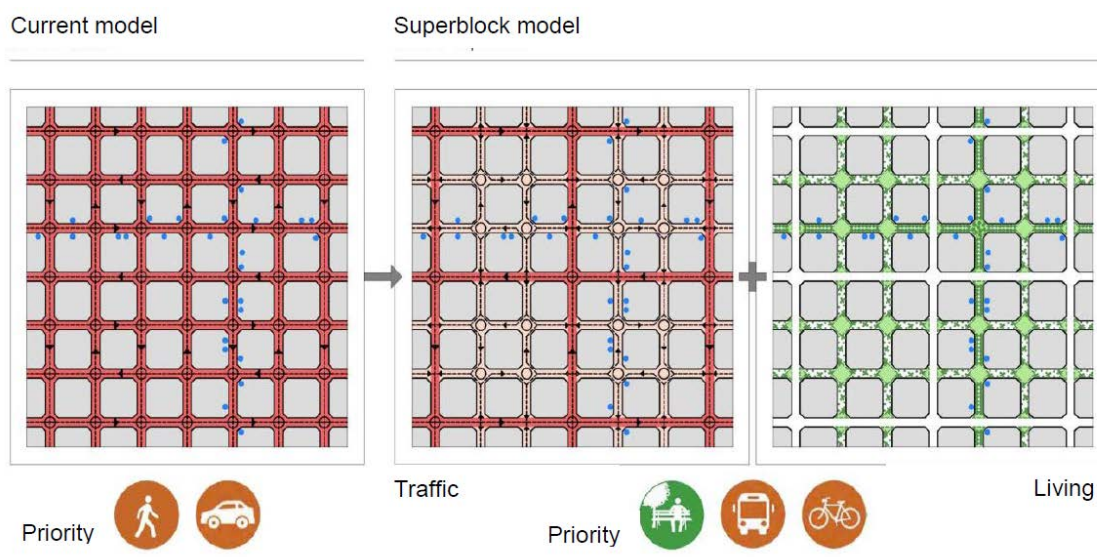 Current model
Superblock model
Traffic
Living
Priority
Priority